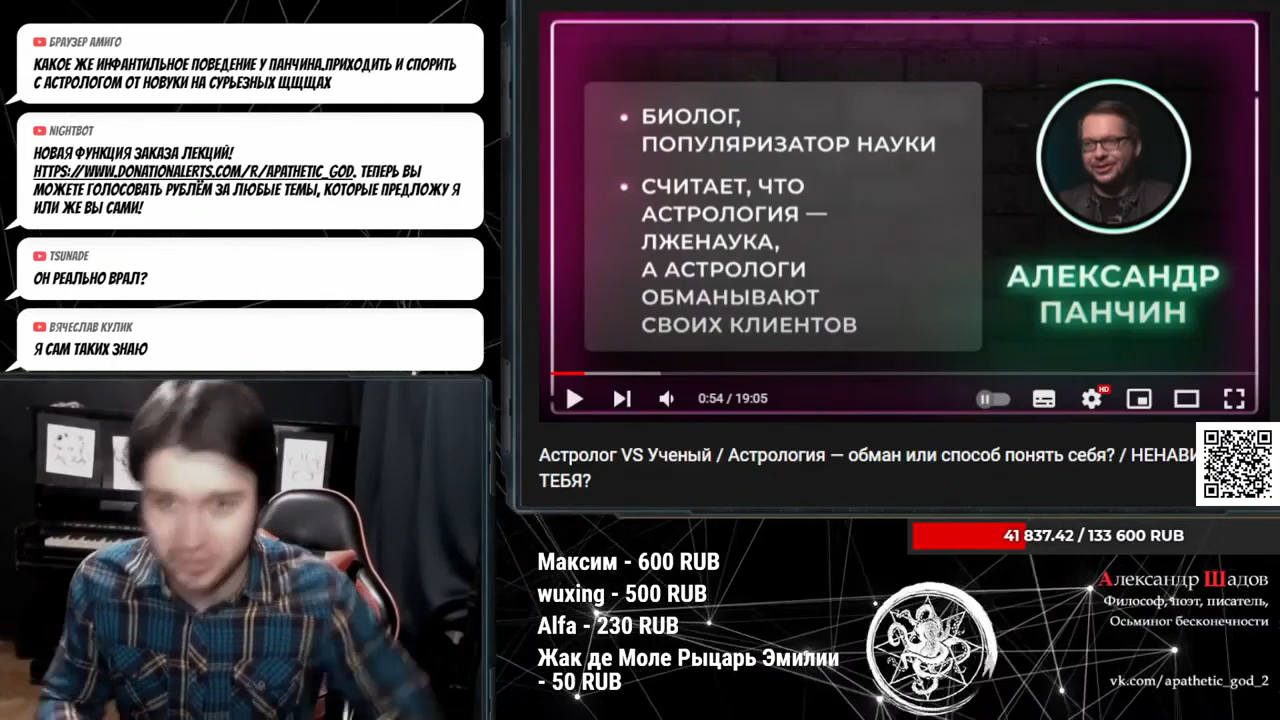 БРАУЗЕР АМИГО
КАКОЕ ЖЕ ИНФАНТИЛЬНОЕ ПОВЕДЕНИЕ У ПАНЧИНА.ПРИХОДИТЬ И СПОРИТЬ
С АСТРОЛОГОМ ОТ НОВУКИ НА СУРЬЕЗНЫХ ЩЩЩЩАХ
NIGHTBOT
НОВАЯ ФУНКЦИЯ ЗАКАЗА ЛЕКЦИЙ!
HTTPS://WWW.DONATIONALERTS.COM/R/APATHETIC_GOD. ТЕПЕРЬ ВЫ
МОЖЕТЕ ГОЛОСОВАТЬ РУБЛЁМ ЗА ЛЮБЫЕ ТЕМЫ, КОТОРЫЕ ПРЕДЛОЖУ Я
ИЛИ ЖЕ ВЫ САМИ!
TSUNADE
ОН РЕАЛЬНО ВРАЛ?
ВЯЧЕСЛАВ КУЛИК
Я САМ ТАКИХ ЗНАЮ
• БИОЛОГ,
ПОПУЛЯРИЗАТОР НАУКИ
• СЧИТАЕТ, ЧТО
АСТРОЛОГИЯ —
ЛЖЕНАУКА,
А АСТРОЛОГИ
ОБМАНЫВАЮТ
СВОИХ КЛИЕНТОВ
АЛЕКСАНДР
ПАНЧИН
0:54 / 19:05
HD
Астролог VS Ученый / Астрология — обман или способ понять себя? / НЕНАВИ
ТЕБЯ?
41 837.42 / 133 600 RUB
Максим - 600 RUB
wuxing - 500 RUB
Alfa - 230 RUB
Жак де Моле Рыцарь Эмилии
- 50 RUB
Александр Шадов
Философ, поэт, писатель,
Осьминог бесконечности
vk.com/apathetic_god_2